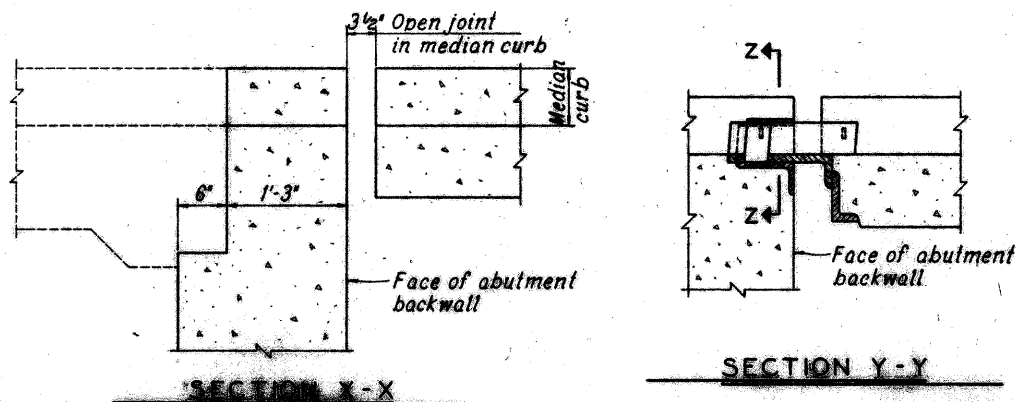 3½" Open joint
in median curb
Median
curb
6"
1'-3"
Face of abutment
backwall
SECTION X-X
Z
Z
Face of abutment
backwall
SECTION Y-Y